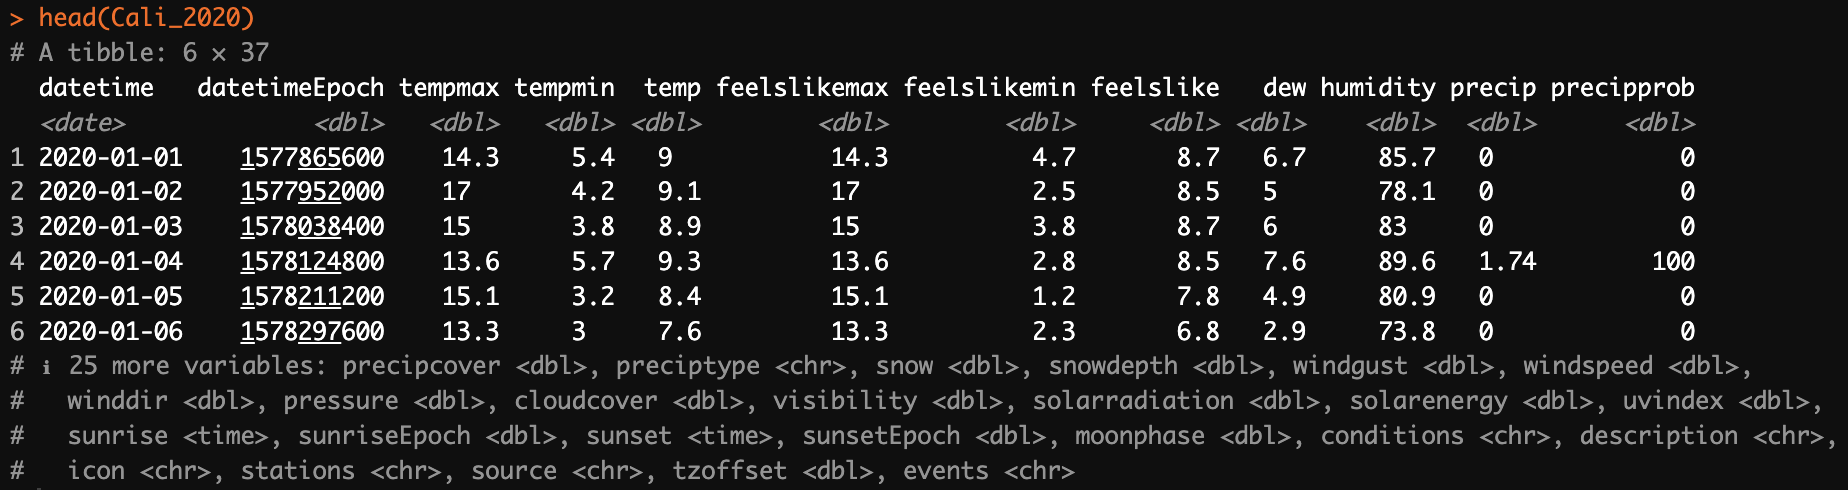 > head(Cali_2020)
# A tibble: 6 × 37
datetime datetimeEpoch tempmax tempmin temp feelslikemax feelslikemin feelslike dew humidity precip precipprob
<date> <dbl> <dbl> <dbl> <dbl> <dbl> <dbl> <dbl> <dbl> <dbl> <dbl> <dbl>
1 2020-01-01 1577865600 14.3 5.4 9 14.3 4.7 8.7 6.7 85.7 0 0
2 2020-01-02 1577952000 17 4.2 9.1 17 2.5 8.5 5 78.1 0 0
3 2020-01-03 1578038400 15 3.8 8.9 15 3.8 8.7 6 83 0 0
4 2020-01-04 1578124800 13.6 5.7 9.3 13.6 2.8 8.5 7.6 89.6 1.74 100
5 2020-01-05 1578211200 15.1 3.2 8.4 15.1 1.2 7.8 4.9 80.9 0 0
6 2020-01-06 1578297600 13.3 3 7.6 13.3 2.3 6.8 2.9 73.8 0 0
# ℹ 25 more variables: precipcover <dbl>, preciptype <chr>, snow <dbl>, snowdepth <dbl>, windgust <dbl>, windspeed <dbl>,
# winddir <dbl>, pressure <dbl>, cloudcover <dbl>, visibility <dbl>, solarradiation <dbl>, solarenergy <dbl>, uvindex <dbl>,
# sunrise <time>, sunriseEpoch <dbl>, sunset <time>, sunsetEpoch <dbl>, moonphase <dbl>, conditions <chr>, description <chr>,
# icon <chr>, stations <chr>, source <chr>, tzoffset <dbl>, events <chr>